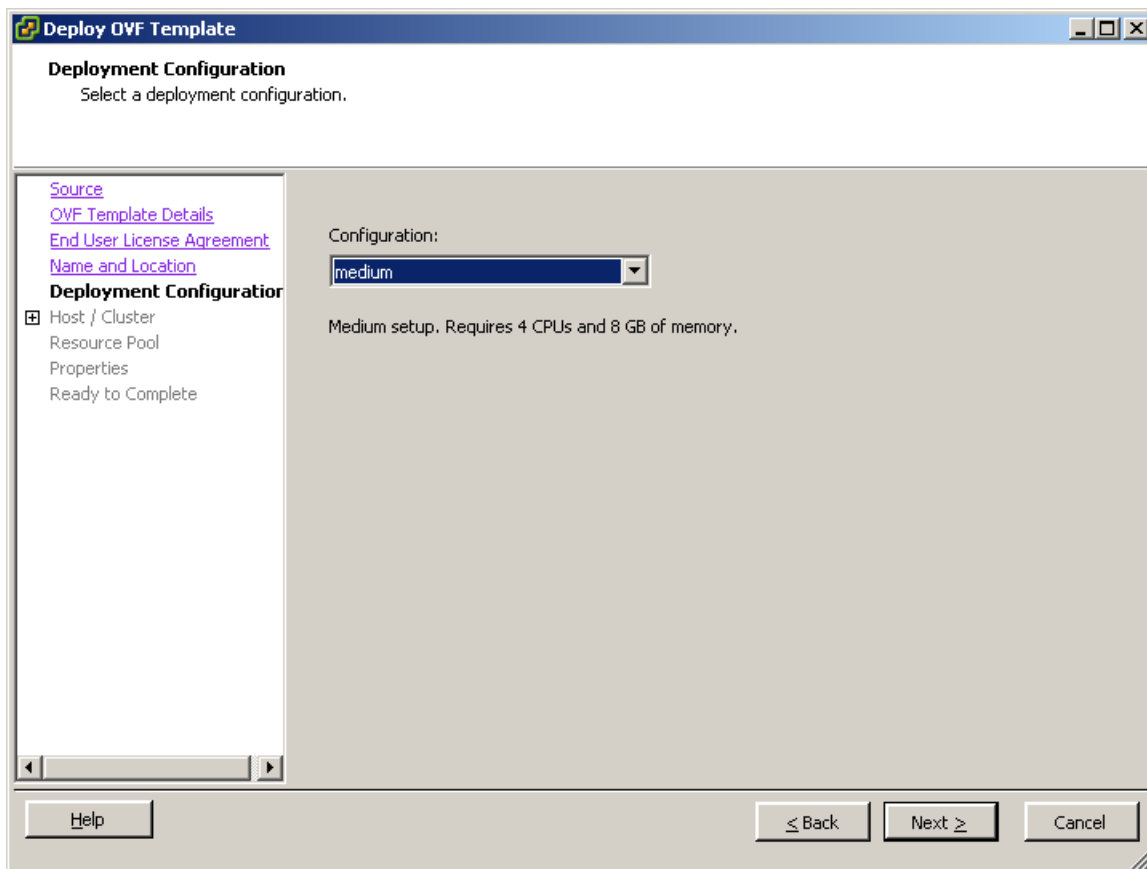 Deploy OVF Template
Deployment Configuration
Select a deployment configuration.
Source
OVF Template Details
End User License Agreement
Name and Location
Deployment Configuration
Host / Cluster
Resource Pool
Properties
Ready to Complete
Configuration:
medium
Medium setup. Requires 4 CPUs and 8 GB of memory.
Help
< Back
Next >
Cancel